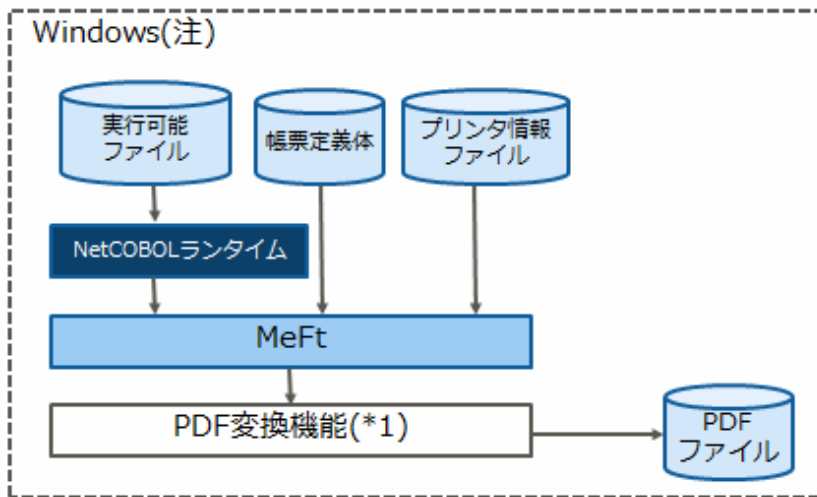 Windows(注)
実行可能
ファイル
帳票定義体
プリンタ情報
ファイル
NetCOBOLランタイム
MeFt
PDF変換機能(*1)
PDF
ファイル